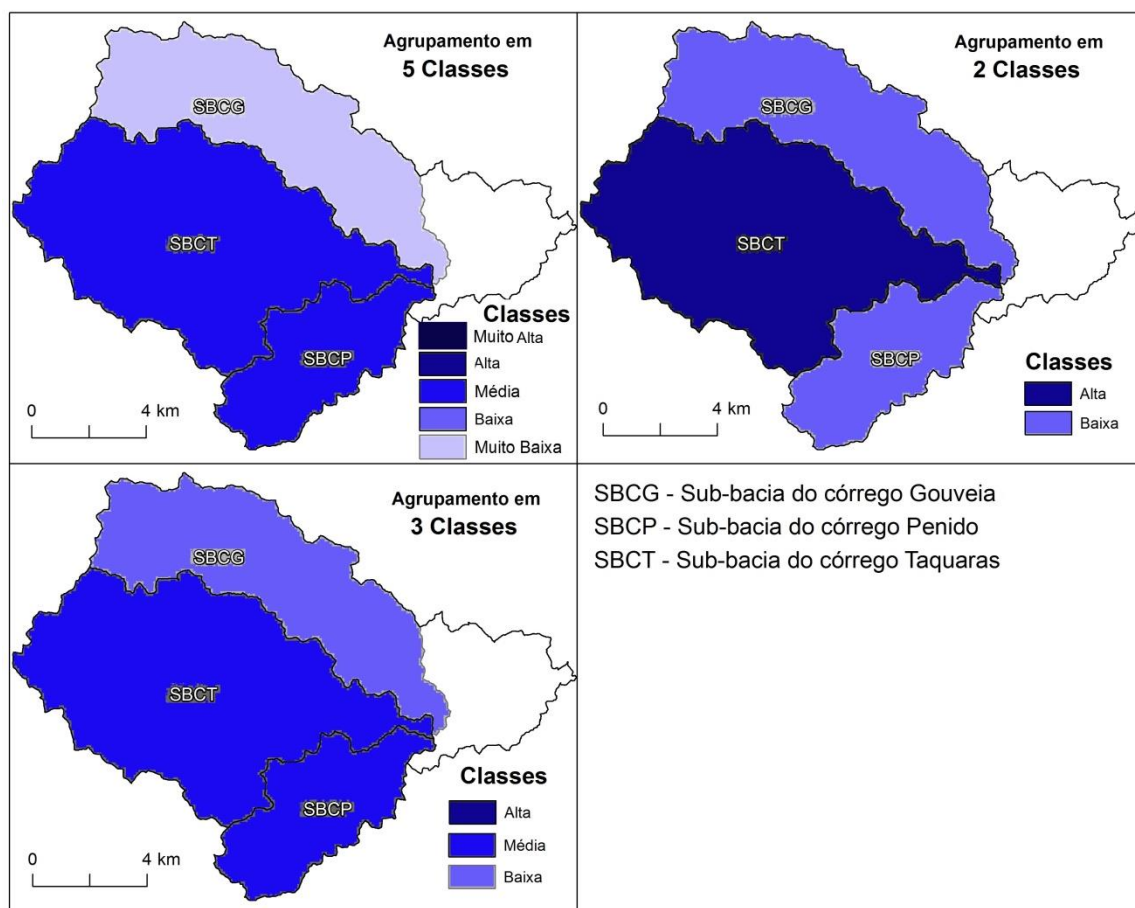 Agrupamento em
5 Classes
SBCG
SBCT
SBCP
Classes
Muito Alta
Alta
Média
Baixa
Muito Baixa
0 4 km
Agrupamento em
2 Classes
SBCG
SBCT
SBCP
Classes
Alta
Baixa
0 4 km
Agrupamento em
3 Classes
SBCG
SBCT
SBCP
Classes
Alta
Média
Baixa
0 4 km
SBCG - Sub-bacia do córrego Gouveia
SBCP - Sub-bacia do córrego Penido
SBCT - Sub-bacia do córrego Taquaras